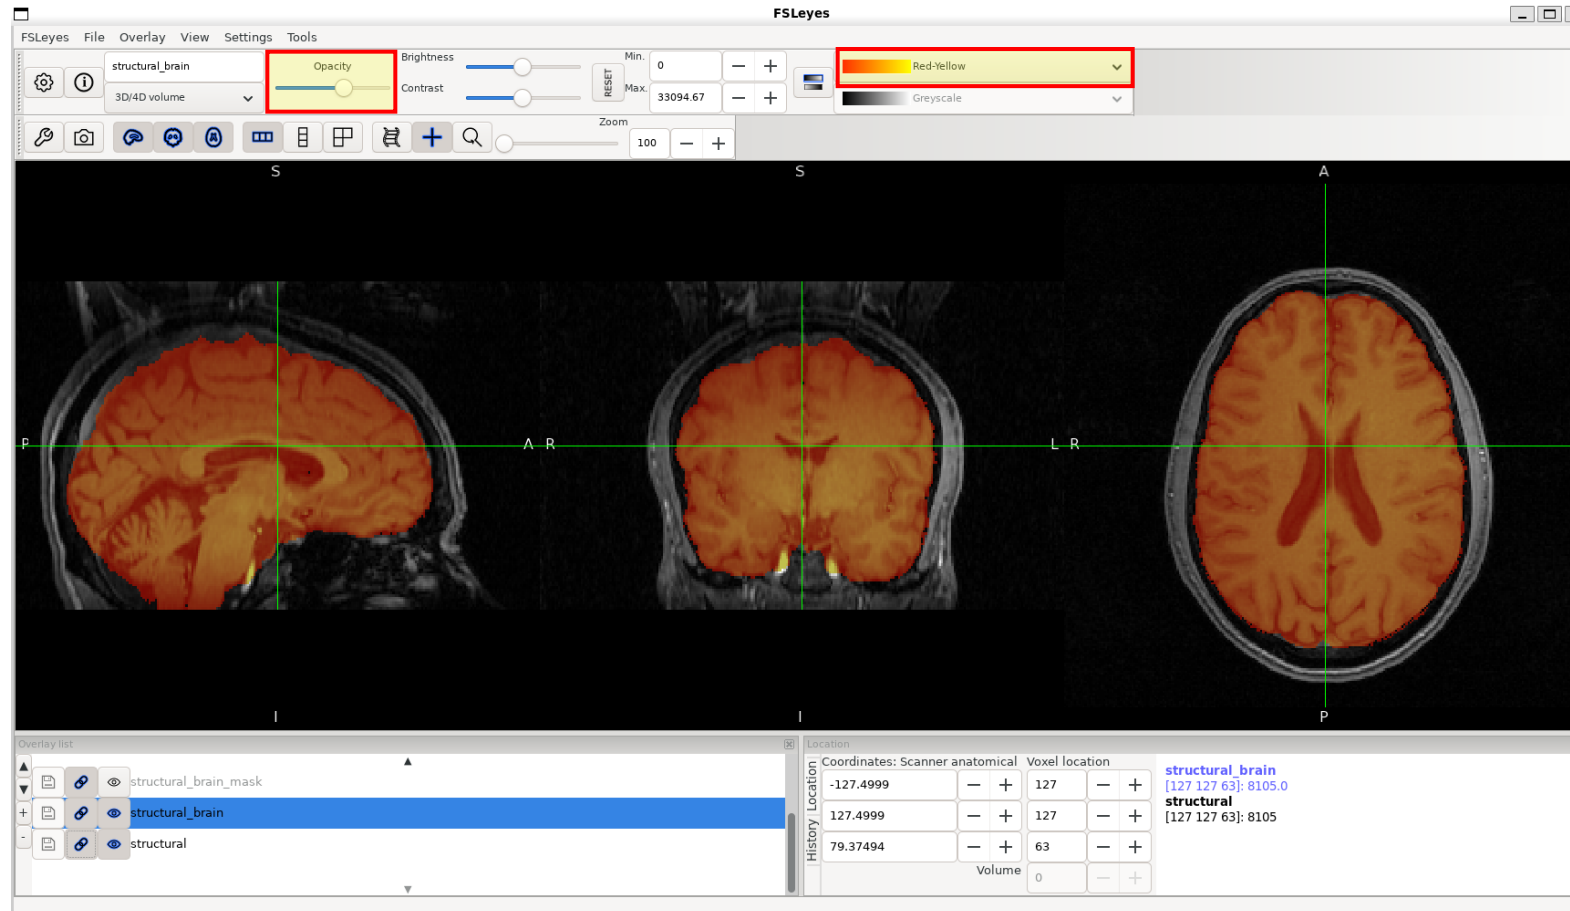 FSLeyes
FSLeyes File Overlay View Settings Tools
structural_brain
3D/4D volume
Opacity
Brightness
Contrast
RESET
Min. 0
Max. 33094.67
Red-Yellow
Greyscale
Zoom
100
S S A
P A R L R
I I P
Overlay list
structural_brain_mask
structural_brain
structural
Location
Location
History
Coordinates: Scanner anatomical Voxel location
-127.4999 127
127.4999 127
79.37494 63
Volume 0
structural_brain
[127 127 63]: 8105.0
structural
[127 127 63]: 8105